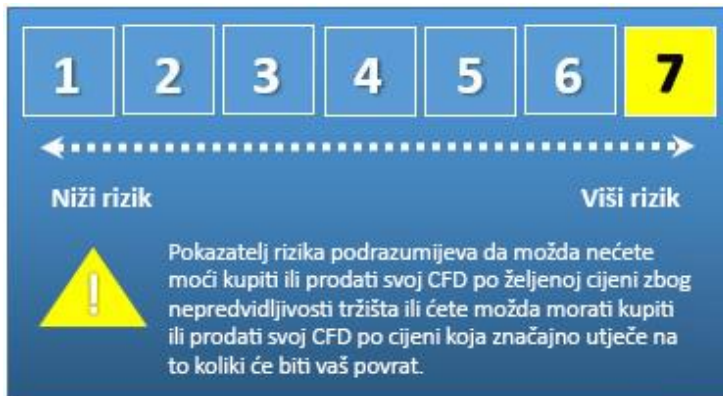 1 2 3 4 5 6 7
Niži rizik Viši rizik
Pokazatelj rizika podrazumijeva da možda nećete
moći kupiti ili prodati svoj CFD po željenoj cijeni zbog
nepredvidljivosti tržišta ili ćete možda morati kupiti
ili prodati svoj CFD po cijeni koja značajno utječe na
to koliki će biti vaš povrat.